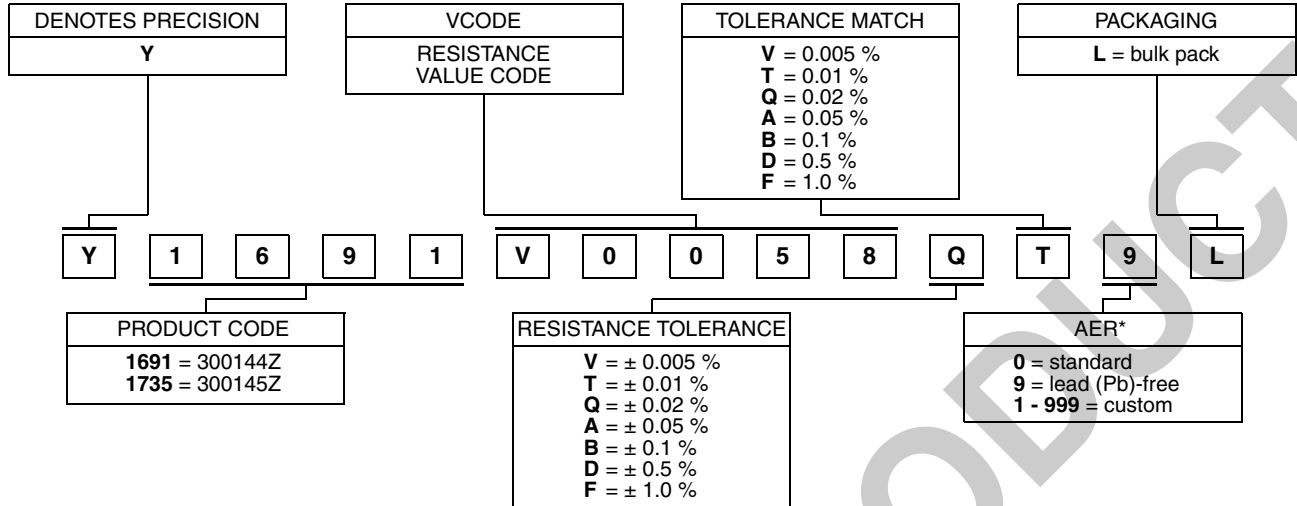 DENOTES PRECISION
Y
VCODE
RESISTANCE
VALUE CODE
TOLERANCE MATCH
V = 0.005 %
T = 0.01 %
Q = 0.02 %
A = 0.05 %
B = 0.1 %
D = 0.5 %
F = 1.0 %
PACKAGING
L = bulk pack
Y 1 6 9 1 V 0 0 5 8 Q T 9 L
PRODUCT CODE
1691 = 300144Z
1735 = 300145Z
RESISTANCE TOLERANCE
V = ± 0.005 %
T = ± 0.01 %
Q = ± 0.02 %
A = ± 0.05 %
B = ± 0.1 %
D = ± 0.5 %
F = ± 1.0 %
AER*
0 = standard
9 = lead (Pb)-free
1 - 999 = custom
ODUCT